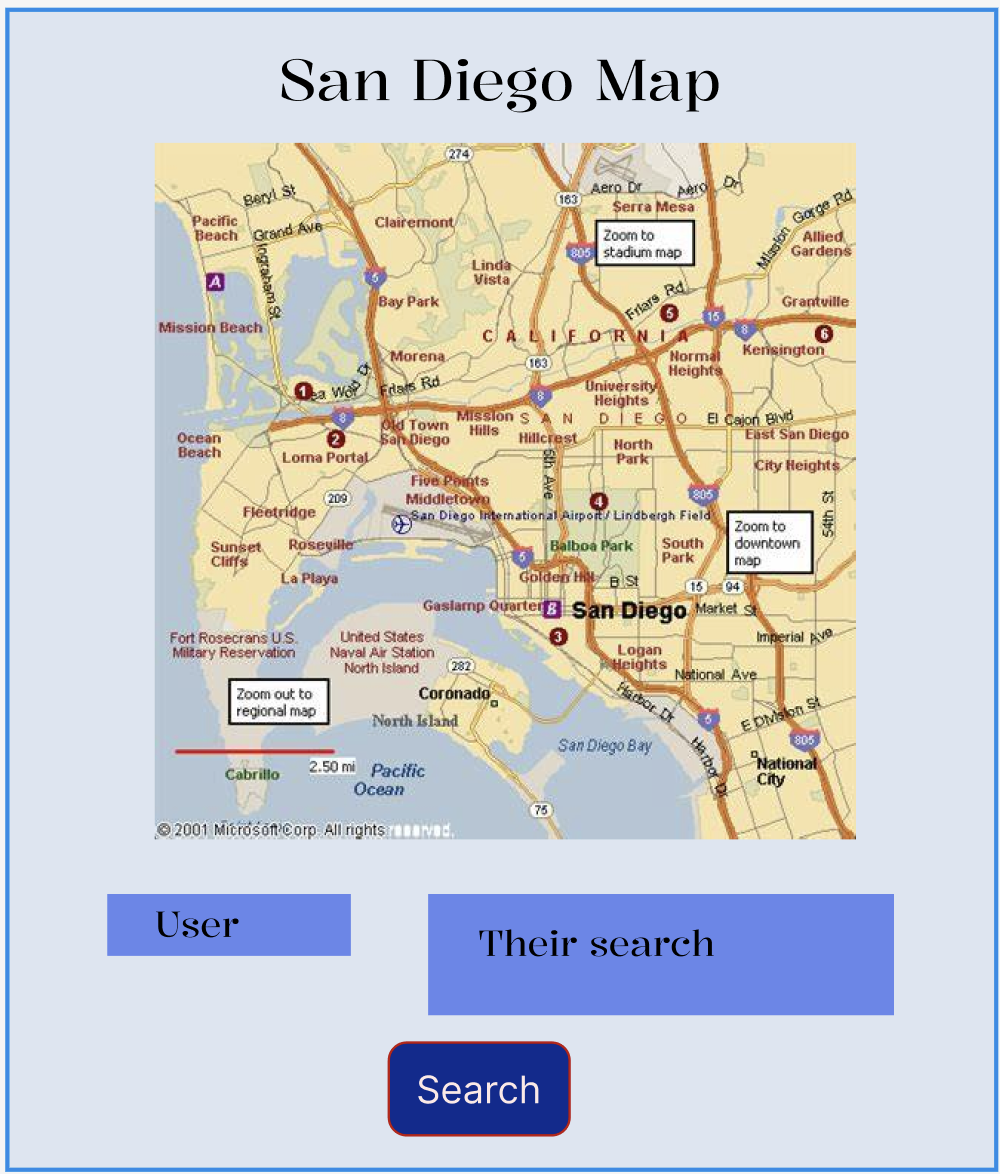 San Diego Map
274
Beryl St
Aero Dr
Aero Dr
163
Serra Mesa
Mission Gorge Rd
Pacific
Beach
Grand Ave
Clairemont
Zoom to
stadium map
Allied
Gardens
805
Ingraham St
Linda
Vista
5
A
Bay Park
Friars Rd
5
15
8
Grantville
Mission Beach
CALIFORNIA
6
Morena
163
Normal
Heights
Kensington
1
Friars Rd
8
University
Heights
8
Mission
Hills
SAN DIEGO
El Cajon Blvd
Old Town
San Diego
2
Ocean
Beach
Loma Portal
Hillcrest
North
Park
East San Diego
City Heights
Five Points
6th Ave
209
Middletown
4
805
54th St
Fleetridge
San Diego International Airport / Lindbergh Field
Zoom to
downtown
map
Sunset
Cliffs
Roseville
5
Balboa Park
South
Park
La Playa
Golden Hill
B St
15
94
Gaslamp Quarter
B
San Diego
Market St
Fort Rosecrans U.S.
Military Reservation
United States
Naval Air Station
North Island
3
Imperial Ave
Logan
Heights
282
National Ave
Zoom out to
regional map
Coronado
Harbor Dr
North Island
5
E Division St
805
San Diego Bay
Harbor Dr
2.50 mi
National
City
Cabrillo
Pacific
Ocean
75
© 2001 Microsoft Corp. All rights reserved.
User
Their search
Search